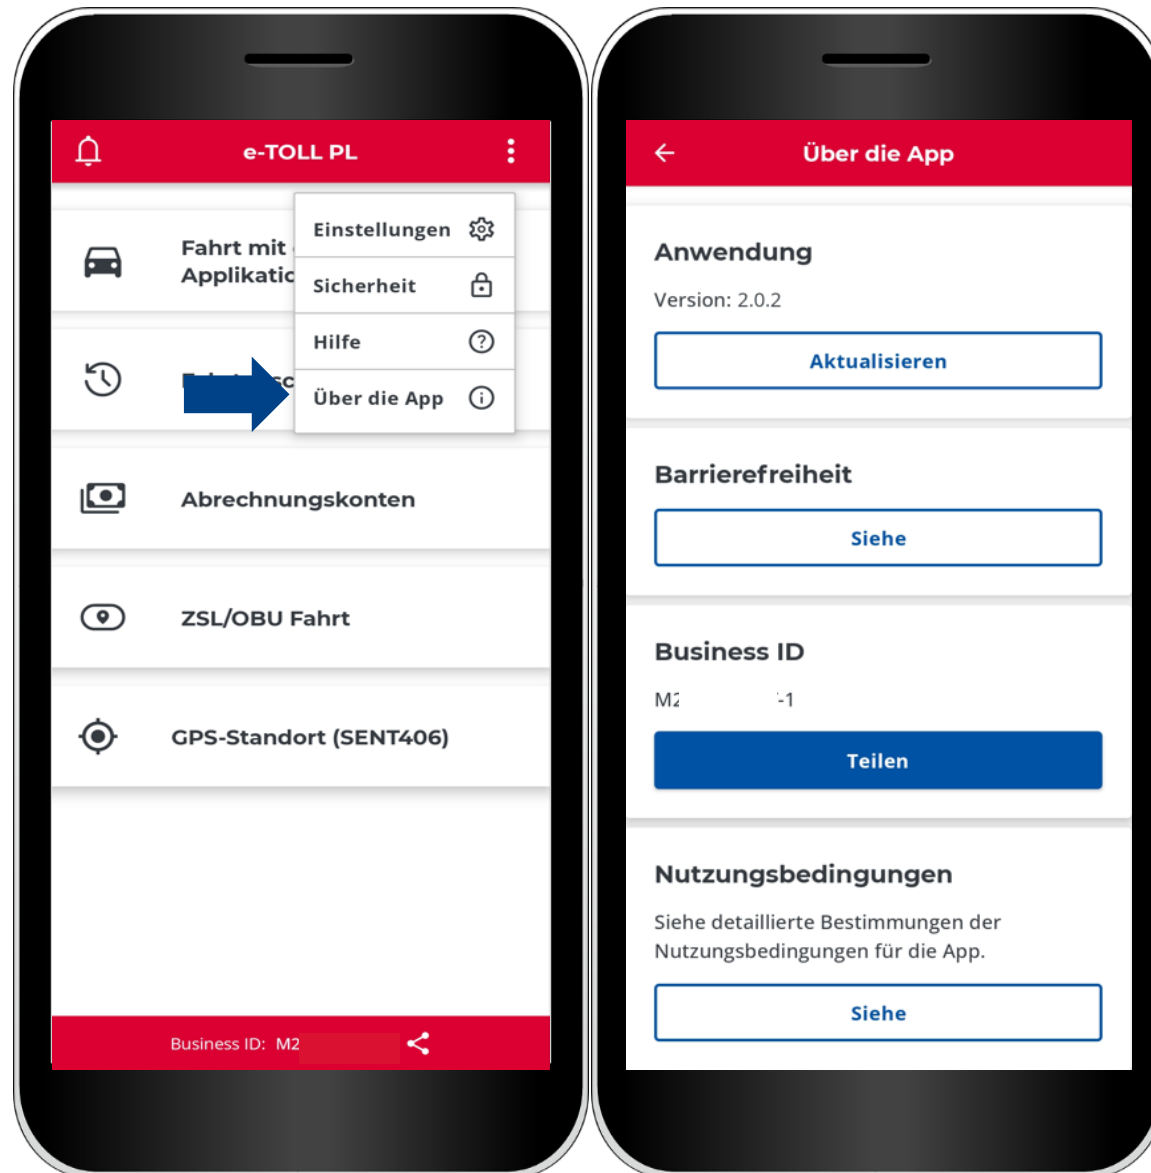 e-TOLL PL
Einstellungen
Sicherheit
Hilfe
Über die App
Fahrt mit
Abrechnungskonten
ZSL/OBU Fahrt
GPS-Standort (SENT406)
Business ID: M2
Über die App
Anwendung
Version: 2.0.2
Aktualisieren
Barrierefreiheit
Siehe
Business ID
M2 -1
Teilen
Nutzungsbedingungen
Siehe detaillierte Bestimmungen der
Nutzungsbedingungen für die App.
Siehe